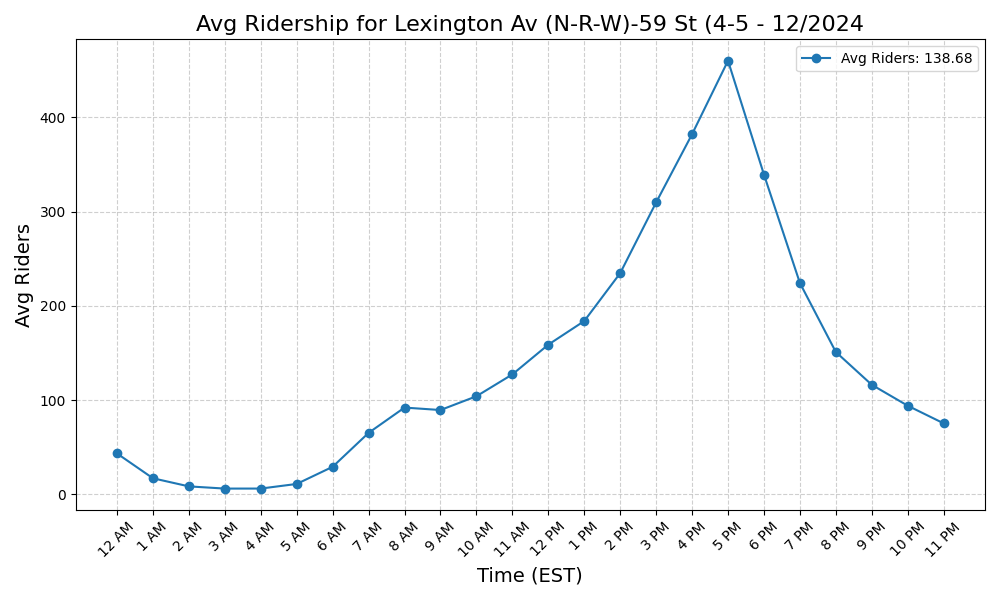 Avg Ridership for Lexington Av (N-R-W)-59 St (4-5 - 12/2024
Avg Riders: 138.68
Avg Riders
400
300
200
100
0
12 AM
1 AM
2 AM
3 AM
4 AM
5 AM
6 AM
7 AM
8 AM
9 AM
10 AM
11 AM
12 PM
1 PM
2 PM
3 PM
4 PM
5 PM
6 PM
7 PM
8 PM
9 PM
10 PM
11 PM
Time (EST)